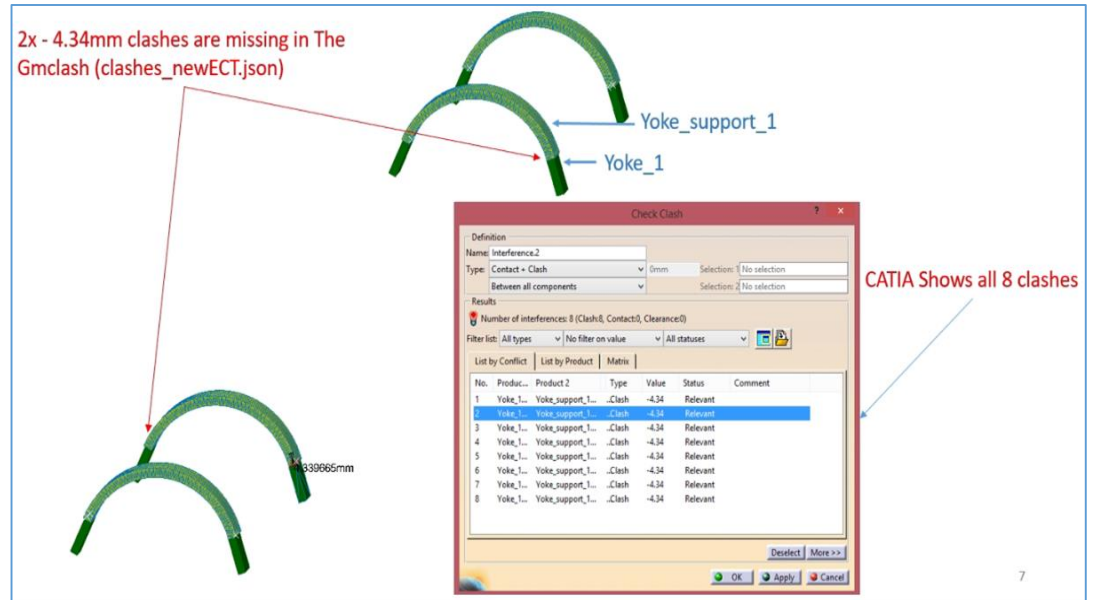 2x - 4.34mm clashes are missing in The
Gmclash (clashes_newECT.json)
Yoke_support_1
Yoke_1
CATIA Shows all 8 clashes
Check Clash
? x
Definition
Name: Interference.2
Type: Contact + Clash 0mm Selection: 1 No selection
Between all components Selection: 2 No selection
Results
Number of interferences: 8 (Clash:8, Contact:0, Clearance:0)
Filter list: All types No filter on value All statuses
List by Conflict List by Product Matrix
No. Produc... Product 2 Type Value Status Comment
1 Yoke_1... Yoke_support_1... ..Clash -4.34 Relevant
2 Yoke_1... Yoke_support_1... ..Clash -4.34 Relevant
3 Yoke_1... Yoke_support_1... ..Clash -4.34 Relevant
4 Yoke_1... Yoke_support_1... ..Clash -4.34 Relevant
5 Yoke_1... Yoke_support_1... ..Clash -4.34 Relevant
6 Yoke_1... Yoke_support_1... ..Clash -4.34 Relevant
7 Yoke_1... Yoke_support_1... ..Clash -4.34 Relevant
8 Yoke_1... Yoke_support_1... ..Clash -4.34 Relevant
Deselect More >>
OK Apply Cancel
7